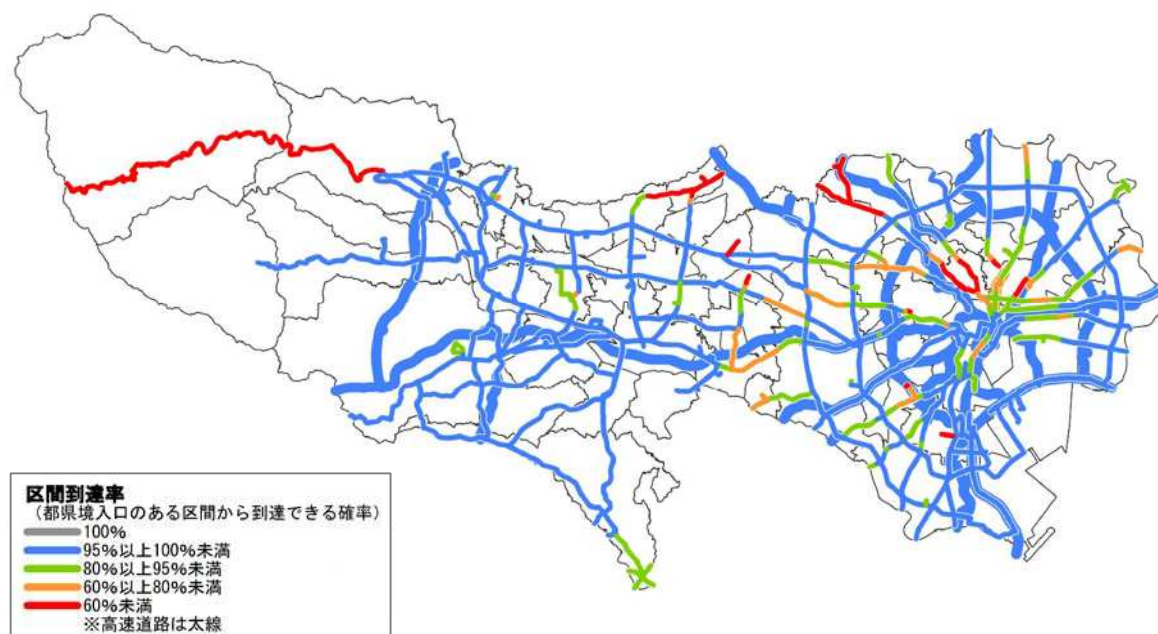 区間到達率
（都県境入口のある区間から到達できる確率）
100%
95%以上100%未満
80%以上95%未満
60%以上80%未満
60%未満
※高速道路は太線